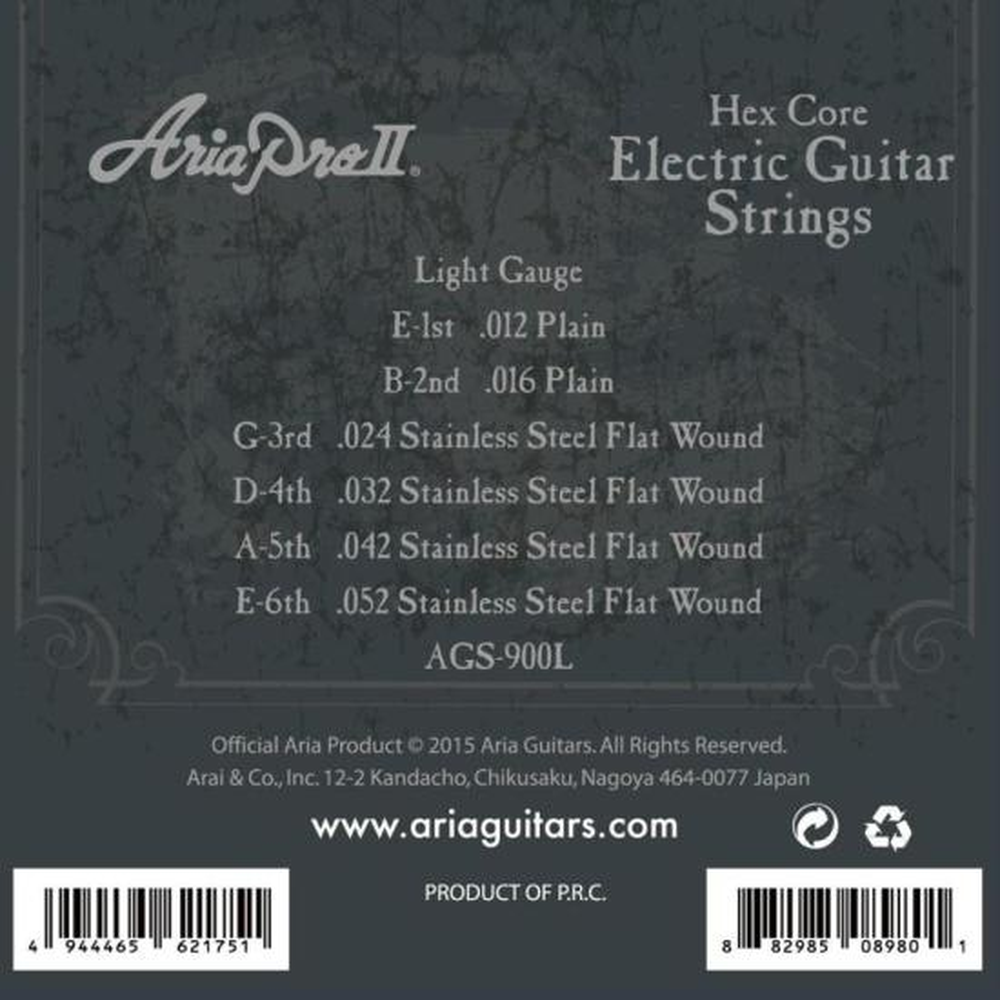 Aria Pro II®
Hex Core
Electric Guitar
Strings
Light Gauge
E-1st .012 Plain
B-2nd .016 Plain
G-3rd .024 Stainless Steel Flat Wound
D-4th .032 Stainless Steel Flat Wound
A-5th .042 Stainless Steel Flat Wound
E-6th .052 Stainless Steel Flat Wound
AGS-900L
Official Aria Product © 2015 Aria Guitars. All Rights Reserved.
Arai & Co., Inc. 12-2 Kandacho, Chikusaku, Nagoya 464-0077 Japan
www.ariaguitars.com
PRODUCT OF P.R.C.
4 944465 621751
8 82985 08980 1